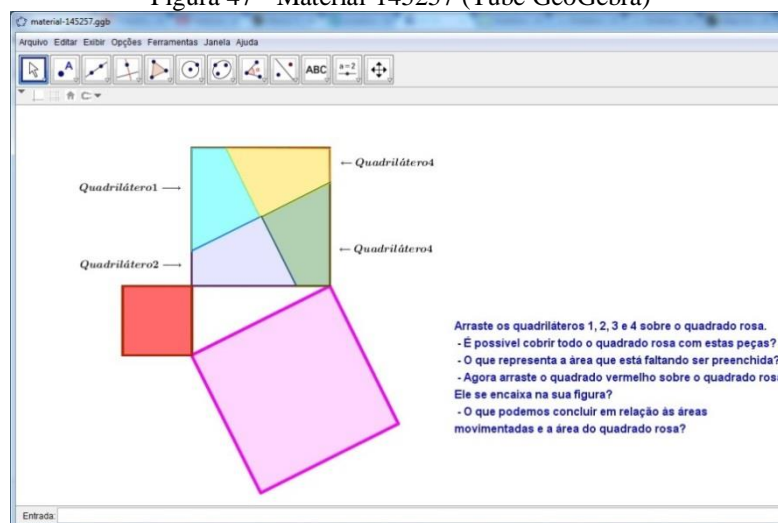 Figura 47 - Material 145257 (Tube GeoGebra)
material-145257.ggb
Arquivo Editar Exibir Opções Ferramentas Janela Ajuda
A
ABC
a=2
Quadrilátero1 →
← Quadrilátero4
Quadrilátero2 →
← Quadrilátero4
Arraste os quadriláteros 1, 2, 3 e 4 sobre o quadrado rosa.
- É possível cobrir todo o quadrado rosa com estas peças?
- O que representa a área que está faltando ser preenchida?
- Agora arraste o quadrado vermelho sobre o quadrado rosa
Ele se encaixa na sua figura?
- O que podemos concluir em relação às áreas
movimentadas e a área do quadrado rosa?
Entrada: